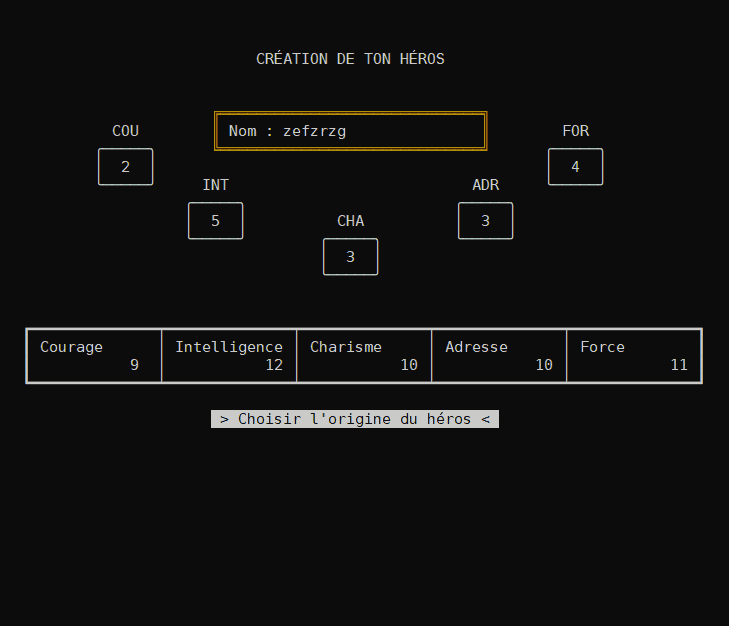 CRÉATION DE TON HÉROS
COU
Nom : zefzrzg
FOR
2
4
INT
ADR
5
CHA
3
3
Courage Intelligence Charisme Adresse Force
9 12 10 10 11
> Choisir l'origine du héros <